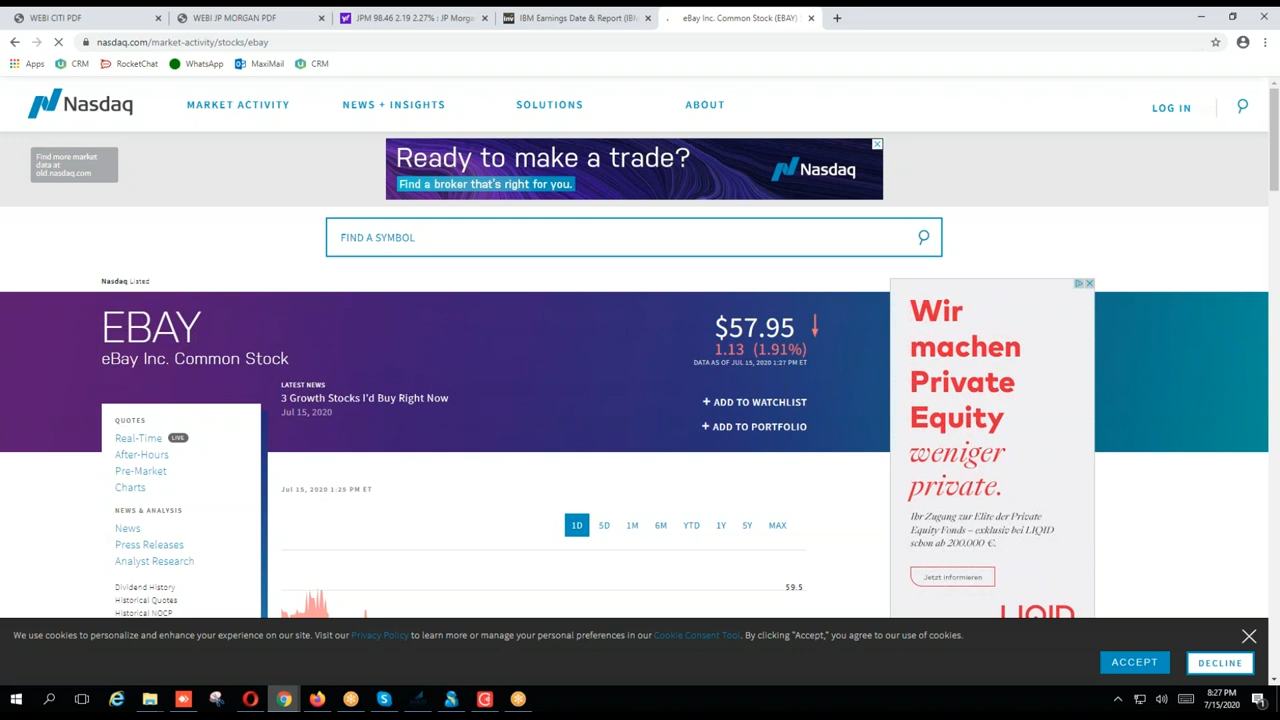 WEBI CITI PDF
WEBI JP MORGAN PDF
JPM 98.46 2.19 2.27% : JP Morga
IBM Earnings Date & Report (IBM
eBay Inc. Common Stock (EBAY)
nasdaq.com/market-activity/stocks/ebay
Apps
CRM
RocketChat
WhatsApp
MaxiMail
CRM
Nasdaq
MARKET ACTIVITY
NEWS + INSIGHTS
SOLUTIONS
ABOUT
LOG IN
Find more market
data at
old.nasdaq.com
Ready to make a trade?
Find a broker that's right for you.
Nasdaq
FIND A SYMBOL
Nasdaq Listed
EBAY
eBay Inc. Common Stock
$57.95
1.13 (1.91%)
DATA AS OF JUL 15, 2020 1:27 PM ET
LATEST NEWS
3 Growth Stocks I'd Buy Right Now
Jul 15, 2020
+ ADD TO WATCHLIST
+ ADD TO PORTFOLIO
QUOTES
Real-Time LIVE
After-Hours
Pre-Market
Charts
NEWS & ANALYSIS
News
Press Releases
Analyst Research
Dividend History
Historical Quotes
Historical NOCP
Jul 15, 2020 1:25 PM ET
1D 5D 1M 6M YTD 1Y 5Y MAX
59.5
Wir
machen
Private
Equity
weniger
private.
Ihr Zugang zur Elite der Private
Equity Fonds – exklusiv bei LIQID
schon ab 200.000 €.
Jetzt informieren
LIQID
We use cookies to personalize and enhance your experience on our site. Visit our Privacy Policy to learn more or manage your personal preferences in our Cookie Consent Tool. By clicking "Accept," you agree to our use of cookies.
ACCEPT
DECLINE
8:27 PM
7/15/2020